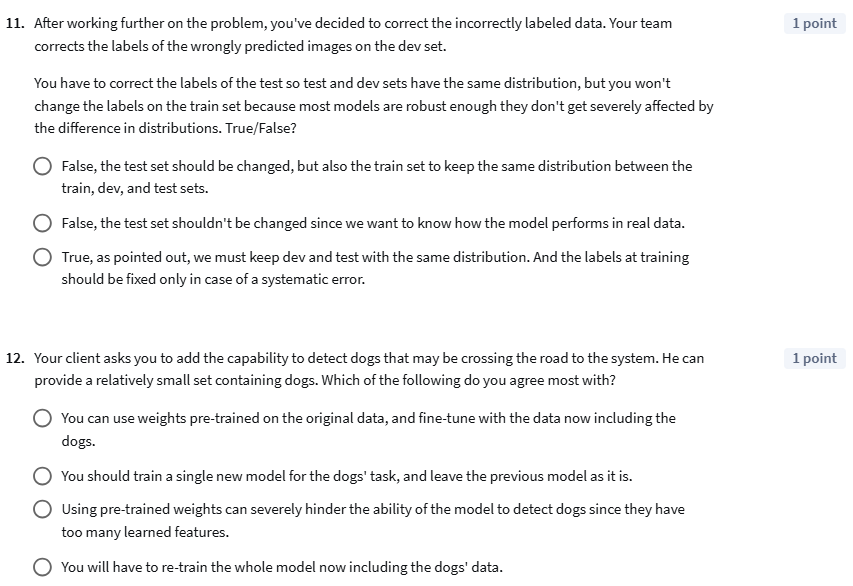 11. After working further on the problem, you've decided to correct the incorrectly labeled data. Your team 1 point
corrects the labels of the wrongly predicted images on the dev set.
You have to correct the labels of the test so test and dev sets have the same distribution, but you won't
change the labels on the train set because most models are robust enough they don't get severely affected by
the difference in distributions. True/False?
False, the test set should be changed, but also the train set to keep the same distribution between the
train, dev, and test sets.
False, the test set shouldn't be changed since we want to know how the model performs in real data.
True, as pointed out, we must keep dev and test with the same distribution. And the labels at training
should be fixed only in case of a systematic error.
12. Your client asks you to add the capability to detect dogs that may be crossing the road to the system. He can 1 point
provide a relatively small set containing dogs. Which of the following do you agree most with?
You can use weights pre-trained on the original data, and fine-tune with the data now including the
dogs.
You should train a single new model for the dogs' task, and leave the previous model as it is.
Using pre-trained weights can severely hinder the ability of the model to detect dogs since they have
too many learned features.
You will have to re-train the whole model now including the dogs' data.